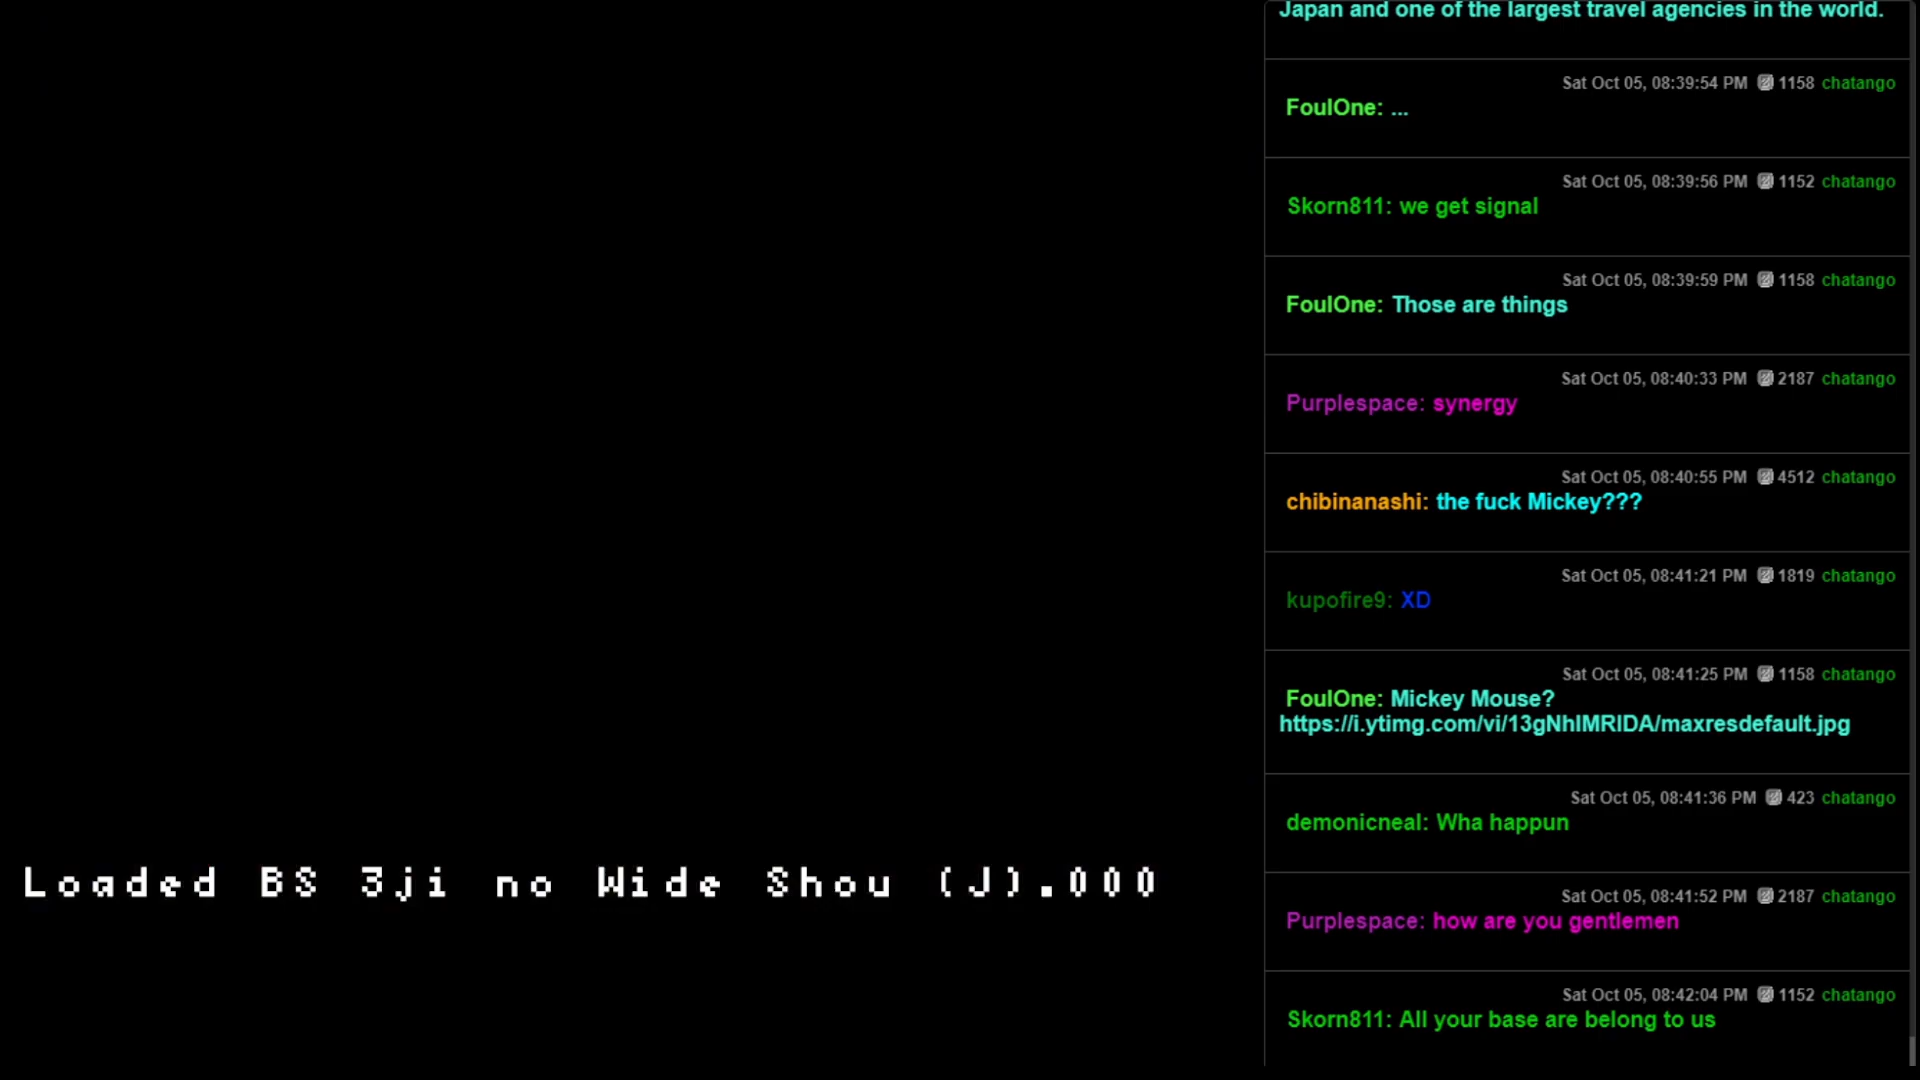 Japan and one of the largest travel agencies in the world.
Sat Oct 05, 08:39:54 PM 1158 chatango
FoulOne: ...
Sat Oct 05, 08:39:56 PM 1152 chatango
Skorn811: we get signal
Sat Oct 05, 08:39:59 PM 1158 chatango
FoulOne: Those are things
Sat Oct 05, 08:40:33 PM 2187 chatango
Purplespace: synergy
Sat Oct 05, 08:40:55 PM 4512 chatango
chibinanashi: the fuck Mickey???
Sat Oct 05, 08:41:21 PM 1819 chatango
kupofire9: XD
Sat Oct 05, 08:41:25 PM 1158 chatango
FoulOne: Mickey Mouse?
https://i.ytimg.com/vi/13gNhIMRIDA/maxresdefault.jpg
Sat Oct 05, 08:41:36 PM 423 chatango
demonicneal: Wha happun
Sat Oct 05, 08:41:52 PM 2187 chatango
Purplespace: how are you gentlemen
Sat Oct 05, 08:42:04 PM 1152 chatango
Skorn811: All your base are belong to us
Loaded BS 3ji no Wide Shou (J).000